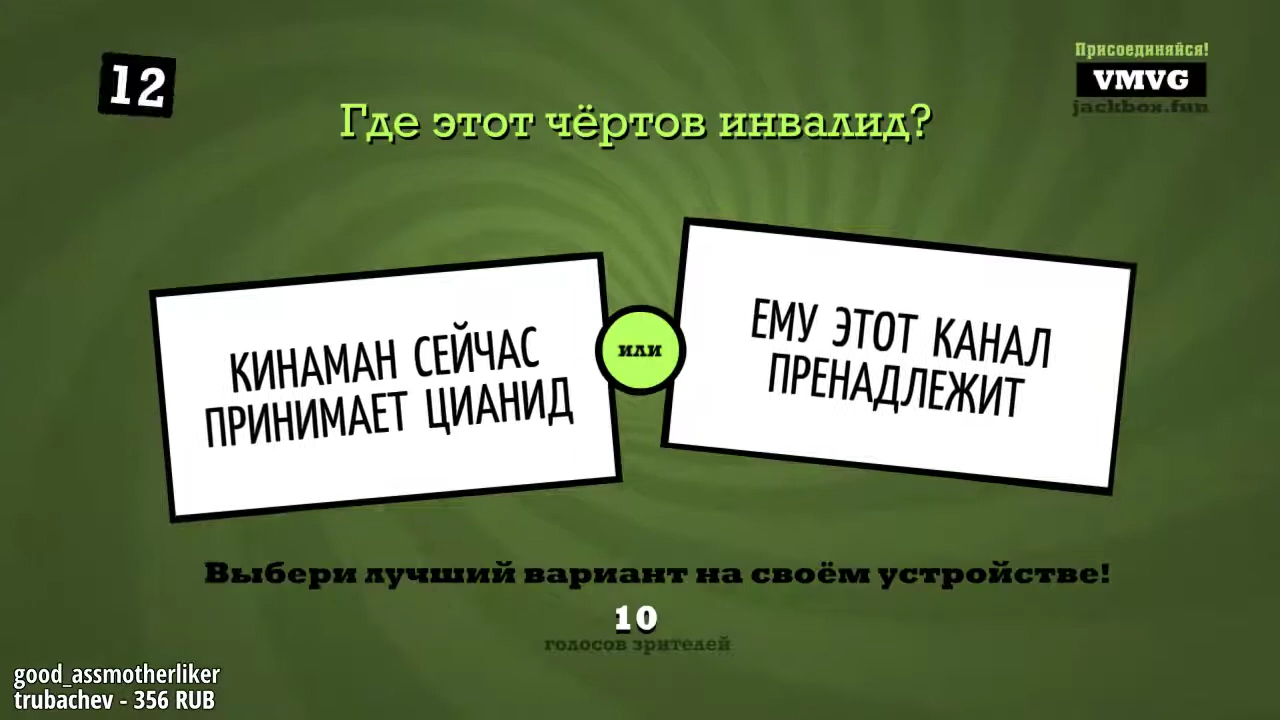 12
Присоединяйся!
VMVG
jackbox.fun
Где этот чёртов инвалид?
КИНАМАН СЕЙЧАС
ПРИНИМАЕТ ЦИАНИД
или
ЕМУ ЭТОТ КАНАЛ
ПРЕНАДЛЕЖИТ
Выбери лучший вариант на своём устройстве!
10
голосов зрителей
good_assmotherliker
trubachev - 356 RUB